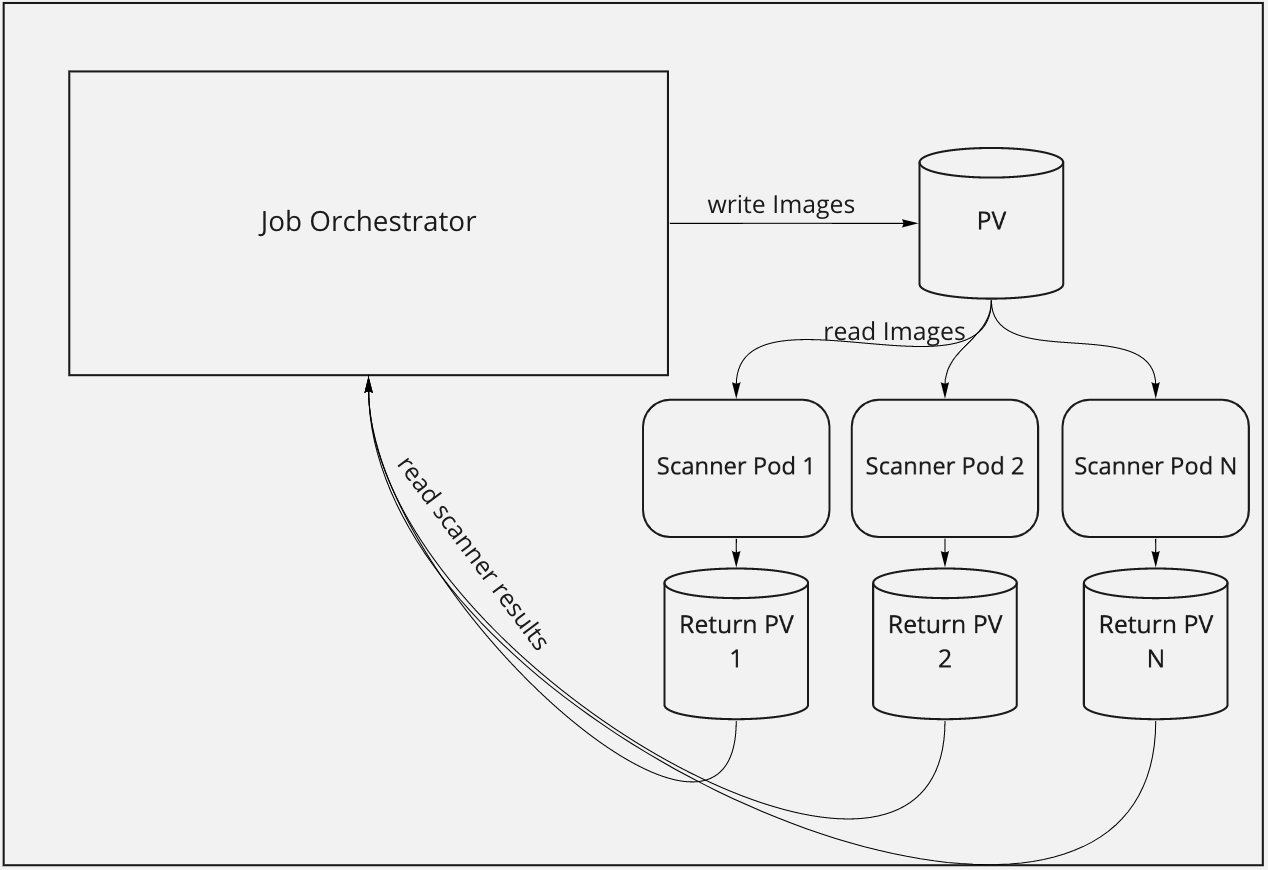 Job Orchestrator
write Images
PV
read Images
Scanner Pod 1
Scanner Pod 2
Scanner Pod N
read scanner results
Return PV
1
Return PV
2
Return PV
N